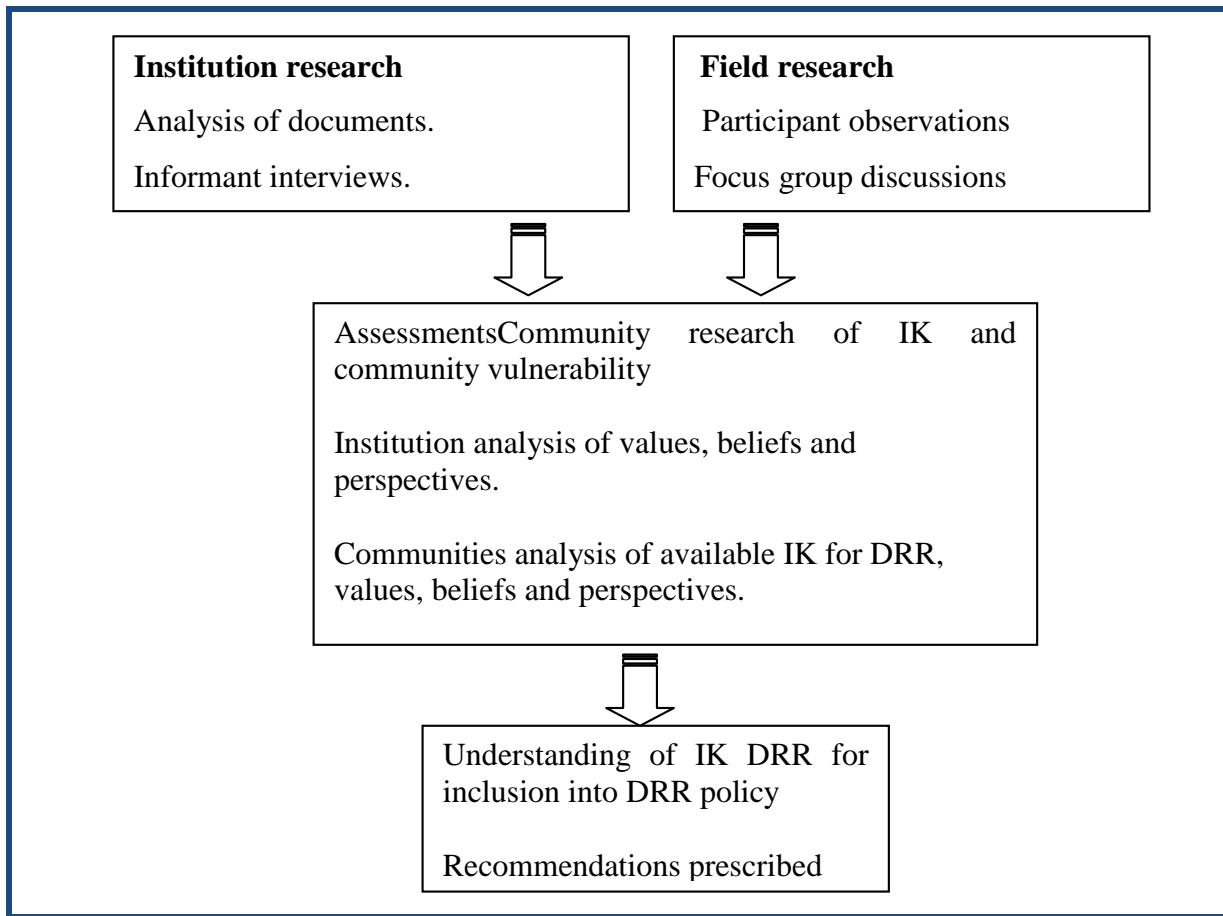 Institution research
Analysis of documents.
Informant interviews.
Field research
Participant observations
Focus group discussions
AssessmentsCommunity research of IK and
community vulnerability
Institution analysis of values, beliefs and
perspectives.
Communities analysis of available IK for DRR,
values, beliefs and perspectives.
Understanding of IK DRR for
inclusion into DRR policy
Recommendations prescribed